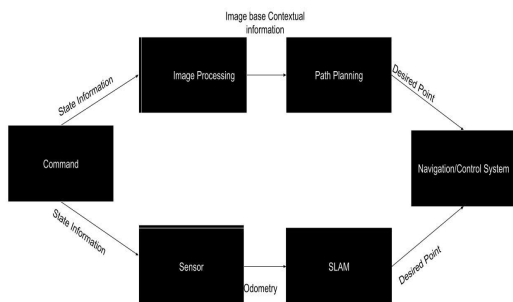 Image base Contextual
information
State Information
Image Processing
Path Planning
Desired Point
Command
Navigation/Control System
State Information
Sensor
Odometry
SLAM
Desired Point